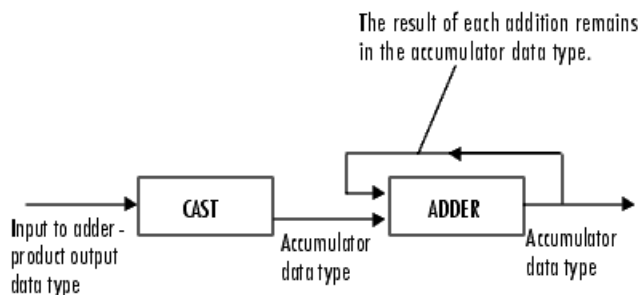 The result of each addition remains
in the accumulator data type.
CAST
ADDER
Input to adder -
product output
data type
Accumulator
data type
Accumulator
data type